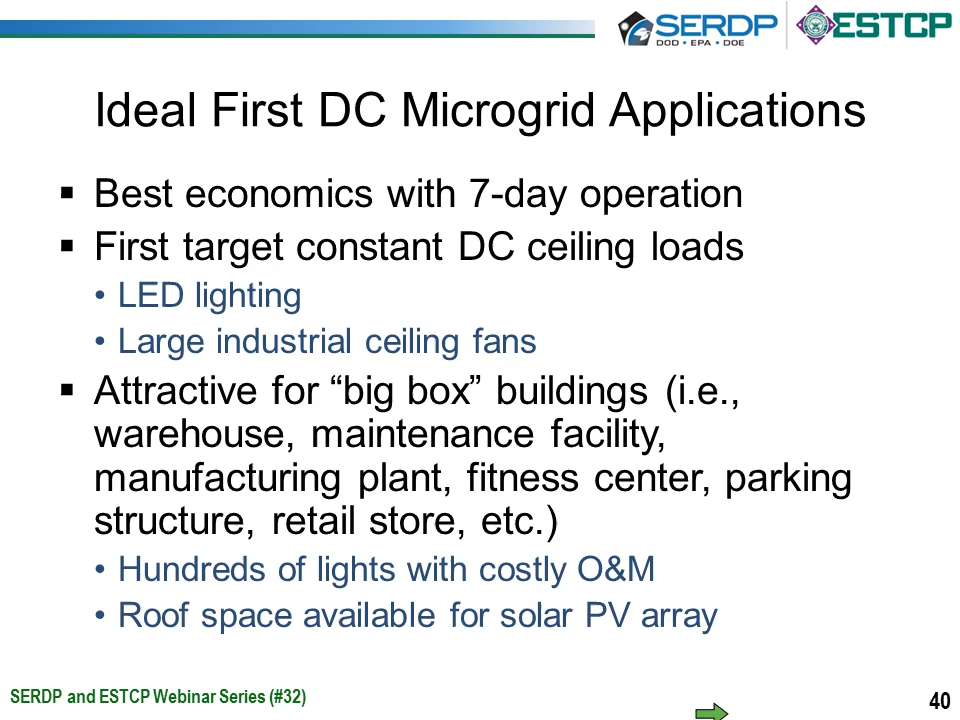 SERDP
DOD • EPA • DOE
ESTCP
Ideal First DC Microgrid Applications
▪ Best economics with 7-day operation
▪ First target constant DC ceiling loads
• LED lighting
• Large industrial ceiling fans
▪ Attractive for “big box” buildings (i.e.,
warehouse, maintenance facility,
manufacturing plant, fitness center, parking
structure, retail store, etc.)
• Hundreds of lights with costly O&M
• Roof space available for solar PV array
SERDP and ESTCP Webinar Series (#32)
40